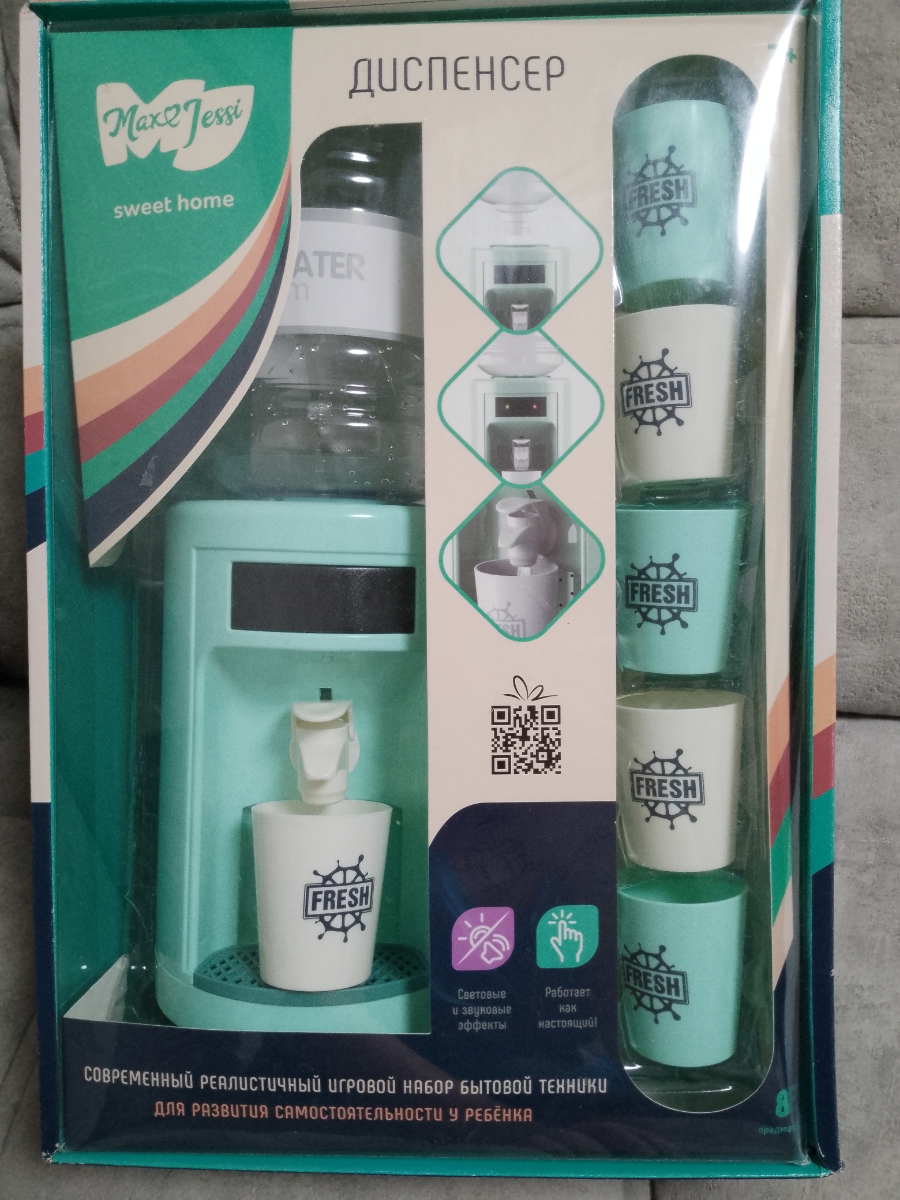 ДИСПЕНСЕР
Max Jessi
sweet home
ATER
m
FRESH
FRESH
FRESH
FRESH
FRESH
FRESH
Световые
и звуковые
эффекты
Работает
как
настоящий!
СОВРЕМЕННЫЙ РЕАЛИСТИЧНЫЙ ИГРОВОЙ НАБОР БЫТОВОЙ ТЕХНИКИ
ДЛЯ РАЗВИТИЯ САМОСТОЯТЕЛЬНОСТИ У РЕБЁНКА
8